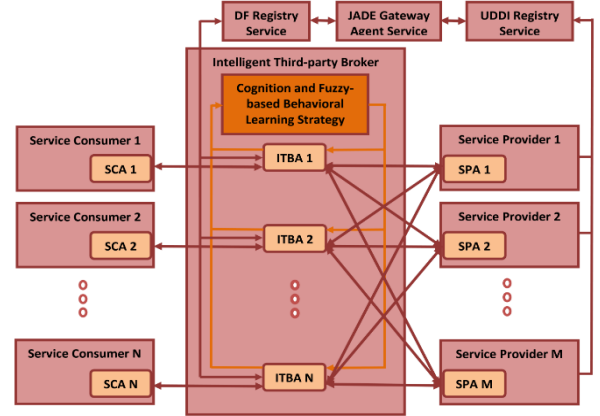 DF Registry
Service
JADE Gateway
Agent Service
UDDI Registry
Service
Intelligent Third-party Broker
Cognition and Fuzzy-
based Behavioral
Learning Strategy
Service Consumer 1
SCA 1
ITBA 1
Service Provider 1
SPA 1
Service Consumer 2
SCA 2
ITBA 2
Service Provider 2
SPA 2
Service Consumer N
SCA N
ITBA N
Service Provider M
SPA M